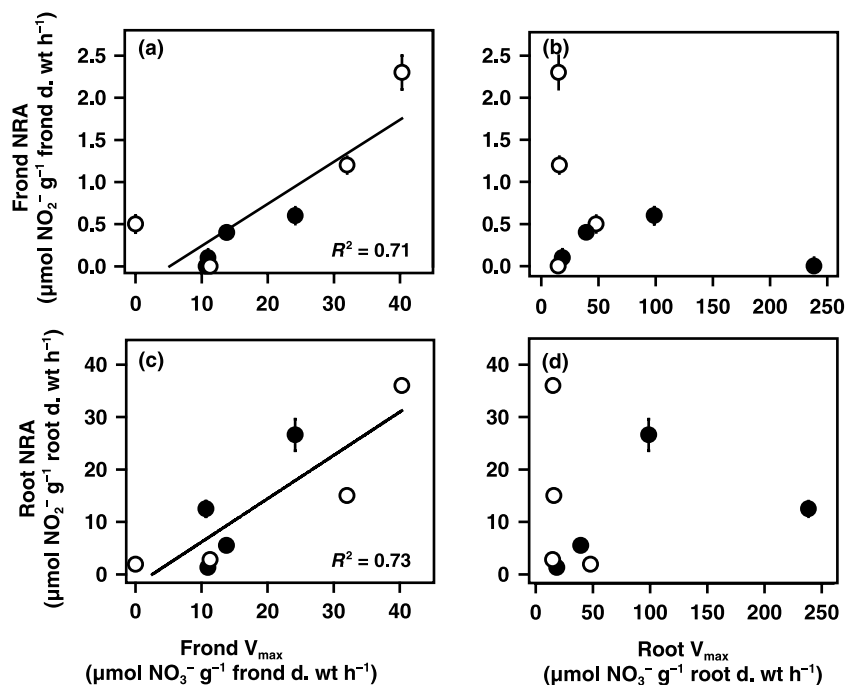 (a)
Frond NRA
(μmol NO₂⁻ g⁻¹ frond d. wt h⁻¹)
2.5
2.0
1.5
1.0
0.5
0.0
R² = 0.71
0 10 20 30 40
(b)
2.5
2.0
1.5
1.0
0.5
0.0
0 50 100 150 200 250
(c)
Root NRA
(μmol NO₂⁻ g⁻¹ root d. wt h⁻¹)
40
30
20
10
0
R² = 0.73
0 10 20 30 40
Frond Vmax
(μmol NO₃⁻ g⁻¹ frond d. wt h⁻¹)
(d)
40
30
20
10
0
0 50 100 150 200 250
Root Vmax
(μmol NO₃⁻ g⁻¹ root d. wt h⁻¹)